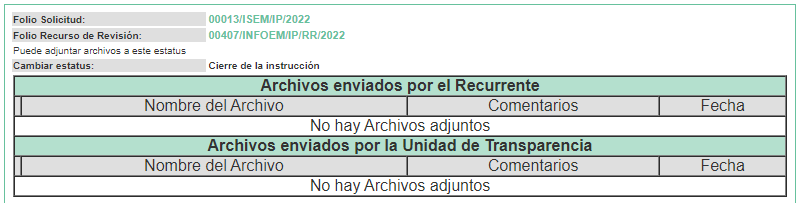 Folio Solicitud: 00013/ISEM/IP/2022
Folio Recurso de Revisión: 00407/INFOEM/IP/RR/2022
Puede adjuntar archivos a este estatus
Cambiar estatus: Cierre de la instrucción
Archivos enviados por el Recurrente
Nombre del Archivo Comentarios Fecha
No hay Archivos adjuntos
Archivos enviados por la Unidad de Transparencia
Nombre del Archivo Comentarios Fecha
No hay Archivos adjuntos